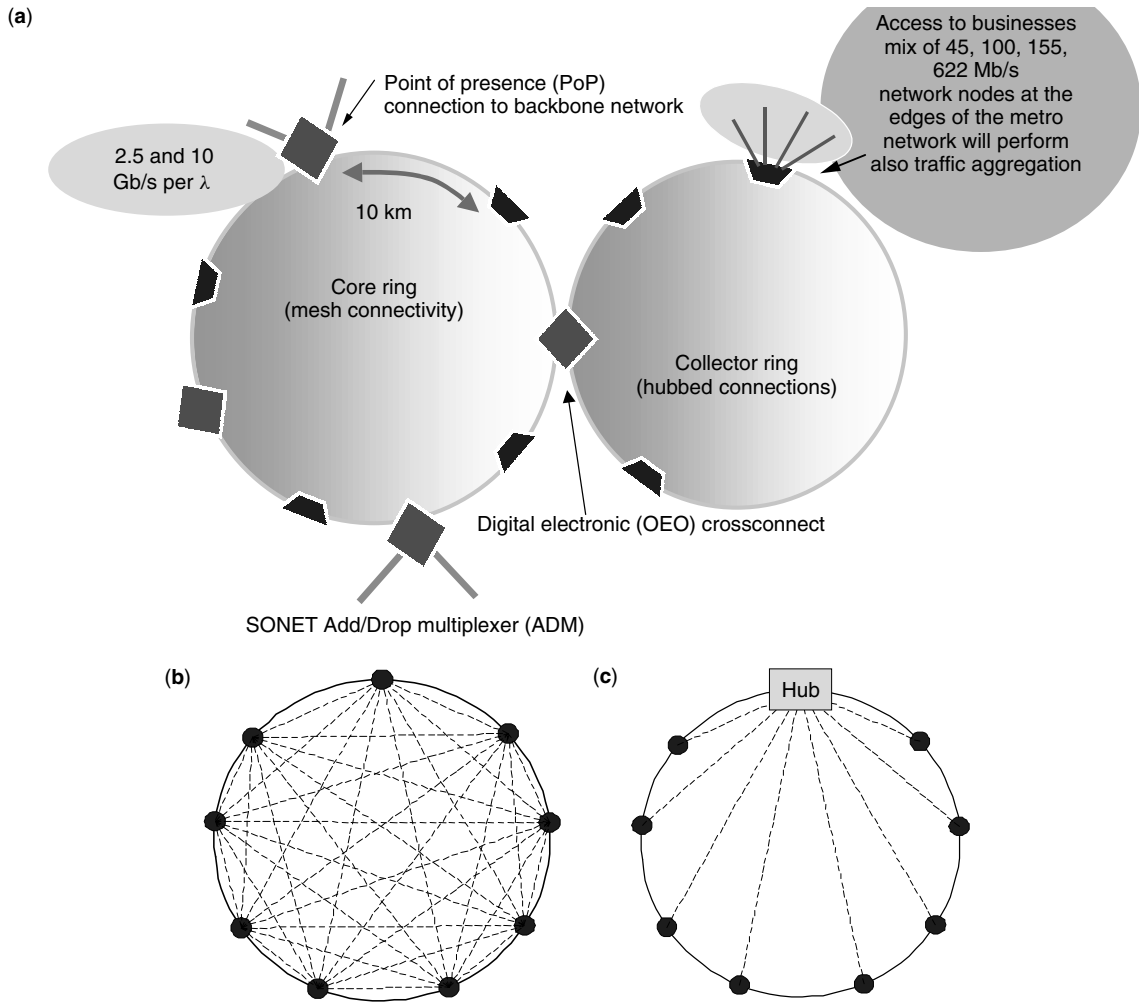 (a)
Point of presence (PoP)
connection to backbone network
Access to businesses
mix of 45, 100, 155,
622 Mb/s
network nodes at the
edges of the metro
network will perform
also traffic aggregation
2.5 and 10
Gb/s per λ
10 km
Core ring
(mesh connectivity)
Collector ring
(hubbed connections)
Digital electronic (OEO) crossconnect
SONET Add/Drop multiplexer (ADM)
(b)
(c)
Hub